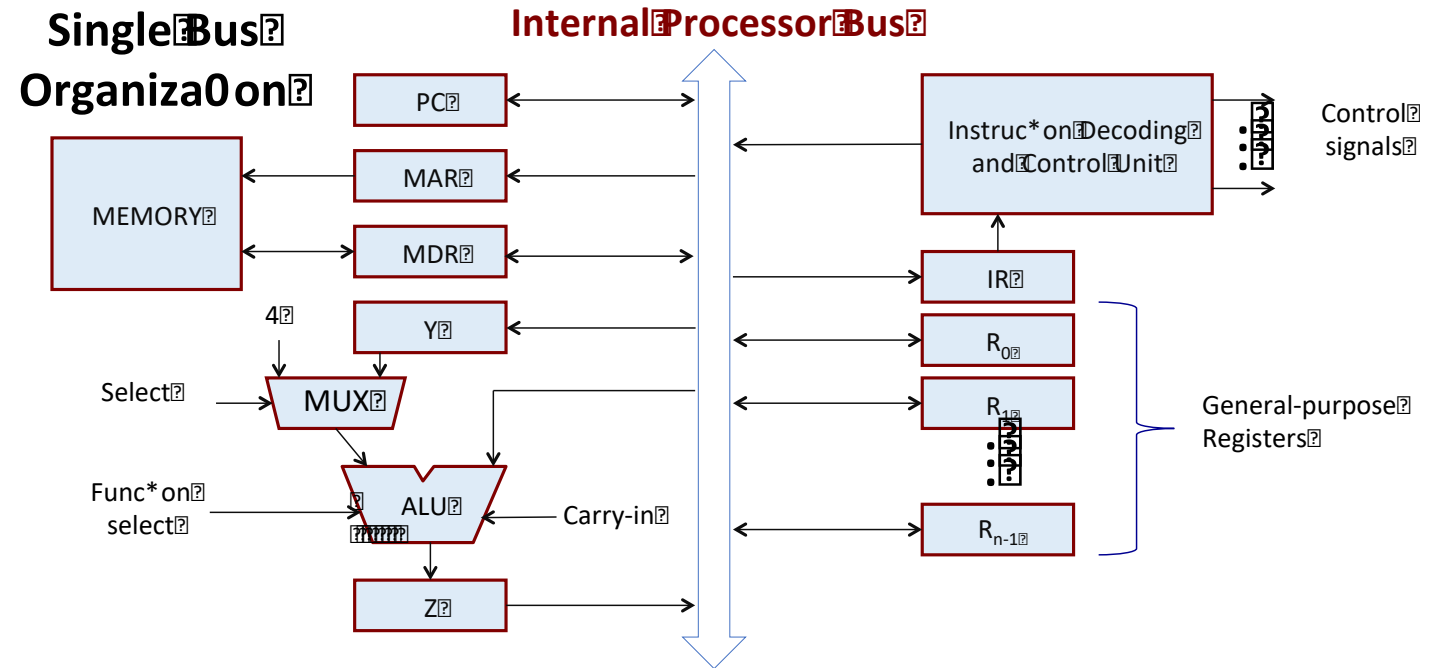 Single⍰Bus⍰
Organiza0on⍰
Internal⍰Processor⍰Bus⍰
PC⍰
MAR⍰
MEMORY⍰
MDR⍰
4⍰
Y⍰
Select⍰
MUX⍰
Func*on⍰
select⍰
ALU⍰
Carry-in⍰
Z⍰
Instruc*on⍰Decoding⍰
and⍰Control⍰Unit⍰
Control⍰
signals⍰
IR⍰
R0⍰
R1⍰
General-purpose⍰
Registers⍰
Rn-1⍰